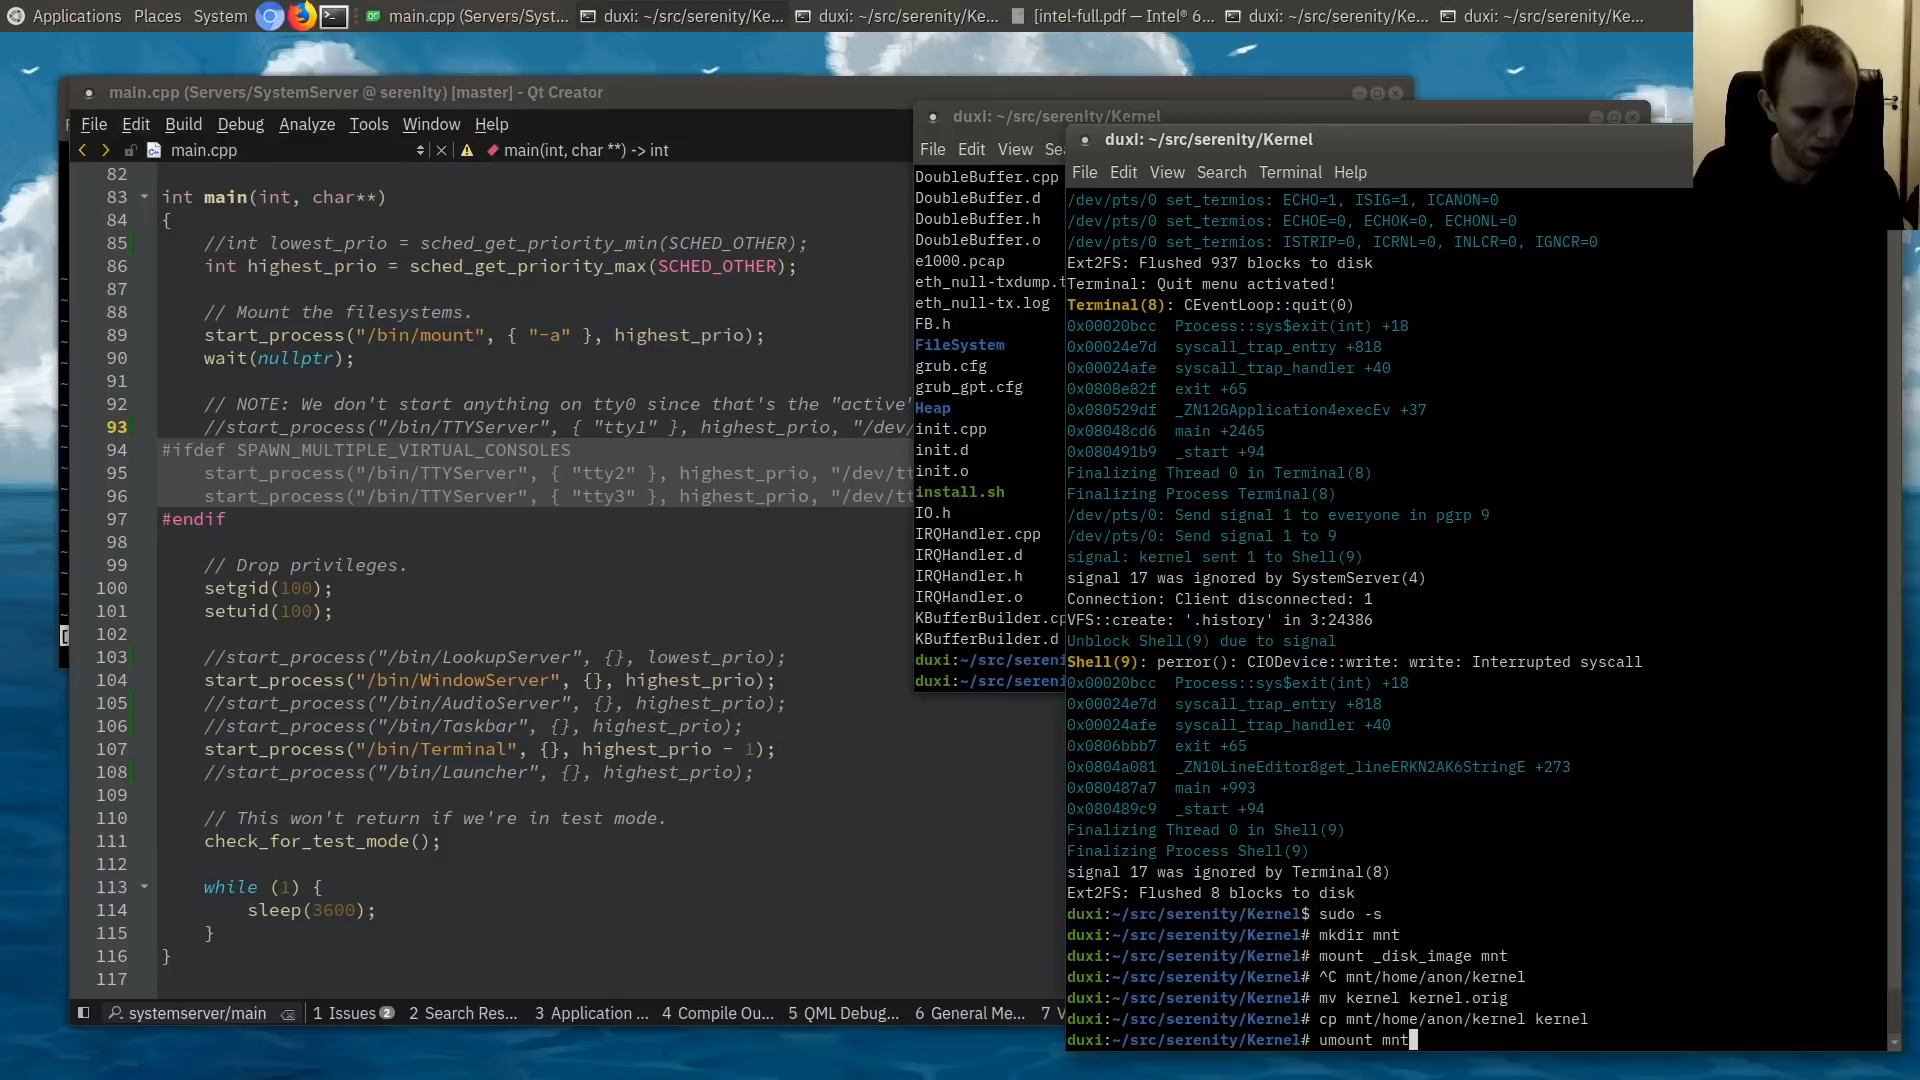 Applications Places System main.cpp (Servers/Syst... duxi: ~/src/serenity/Ke... duxi: ~/src/serenity/Ke... [intel-full.pdf — Intel® 6... duxi: ~/src/serenity/Ke... duxi: ~/src/serenity/Ke...
main.cpp (Servers/SystemServer @ serenity) [master] - Qt Creator
File Edit Build Debug Analyze Tools Window Help
main.cpp main(int, char **) -> int
82
83 int main(int, char**)
84 {
85 //int lowest_prio = sched_get_priority_min(SCHED_OTHER);
86 int highest_prio = sched_get_priority_max(SCHED_OTHER);
87
88 // Mount the filesystems.
89 start_process("/bin/mount", { "-a" }, highest_prio);
90 wait(nullptr);
91
92 // NOTE: We don't start anything on tty0 since that's the "active"
93 //start_process("/bin/TTYServer", { "tty1" }, highest_prio, "/dev/
94 #ifdef SPAWN_MULTIPLE_VIRTUAL_CONSOLES
95 start_process("/bin/TTYServer", { "tty2" }, highest_prio, "/dev/tt
96 start_process("/bin/TTYServer", { "tty3" }, highest_prio, "/dev/tt
97 #endif
98
99 // Drop privileges.
100 setgid(100);
101 setuid(100);
102
103 //start_process("/bin/LookupServer", {}, lowest_prio);
104 start_process("/bin/WindowServer", {}, highest_prio);
105 //start_process("/bin/AudioServer", {}, highest_prio);
106 //start_process("/bin/Taskbar", {}, highest_prio);
107 start_process("/bin/Terminal", {}, highest_prio - 1);
108 //start_process("/bin/Launcher", {}, highest_prio);
109
110 // This won't return if we're in test mode.
111 check_for_test_mode();
112
113 while (1) {
114 sleep(3600);
115 }
116 }
117
systemserver/main 1 Issues 2 2 Search Res... 3 Application ... 4 Compile Ou... 5 QML Debug... 6 General Mes... 7 V
duxi: ~/src/serenity/Kernel
File Edit View Sea
DoubleBuffer.cpp
DoubleBuffer.d
DoubleBuffer.h
DoubleBuffer.o
e1000.pcap
eth_null-txdump.t
eth_null-tx.log
FB.h
FileSystem
grub.cfg
grub_gpt.cfg
Heap
init.cpp
init.d
init.o
install.sh
IO.h
IRQHandler.cpp
IRQHandler.d
IRQHandler.h
IRQHandler.o
KBufferBuilder.cp
KBufferBuilder.d
duxi:~/src/sereni
duxi:~/src/sereni
duxi: ~/src/serenity/Kernel
File Edit View Search Terminal Help
/dev/pts/0 set_termios: ECHO=1, ISIG=1, ICANON=0
/dev/pts/0 set_termios: ECHOE=0, ECHOK=0, ECHONL=0
/dev/pts/0 set_termios: ISTRIP=0, ICRNL=0, INLCR=0, IGNCR=0
Ext2FS: Flushed 937 blocks to disk
Terminal: Quit menu activated!
Terminal(8): CEventLoop::quit(0)
0x00020bcc Process::sys$exit(int) +18
0x00024e7d syscall_trap_entry +818
0x00024afe syscall_trap_handler +40
0x0808e82f exit +65
0x080529df _ZN12GApplication4execEv +37
0x08048cd6 main +2465
0x080491b9 _start +94
Finalizing Thread 0 in Terminal(8)
Finalizing Process Terminal(8)
/dev/pts/0: Send signal 1 to everyone in pgrp 9
/dev/pts/0: Send signal 1 to 9
signal: kernel sent 1 to Shell(9)
signal 17 was ignored by SystemServer(4)
Connection: Client disconnected: 1
VFS::create: '.history' in 3:24386
Unblock Shell(9) due to signal
Shell(9): perror(): CIODevice::write: write: Interrupted syscall
0x00020bcc Process::sys$exit(int) +18
0x00024e7d syscall_trap_entry +818
0x00024afe syscall_trap_handler +40
0x0806bbb7 exit +65
0x0804a081 _ZN10LineEditor8get_lineERKN2AK6StringE +273
0x080487a7 main +993
0x080489c9 _start +94
Finalizing Thread 0 in Shell(9)
Finalizing Process Shell(9)
signal 17 was ignored by Terminal(8)
Ext2FS: Flushed 8 blocks to disk
duxi:~/src/serenity/Kernel$ sudo -s
duxi:~/src/serenity/Kernel# mkdir mnt
duxi:~/src/serenity/Kernel# mount _disk_image mnt
duxi:~/src/serenity/Kernel# ^C mnt/home/anon/kernel
duxi:~/src/serenity/Kernel# mv kernel kernel.orig
duxi:~/src/serenity/Kernel# cp mnt/home/anon/kernel kernel
duxi:~/src/serenity/Kernel# umount mnt